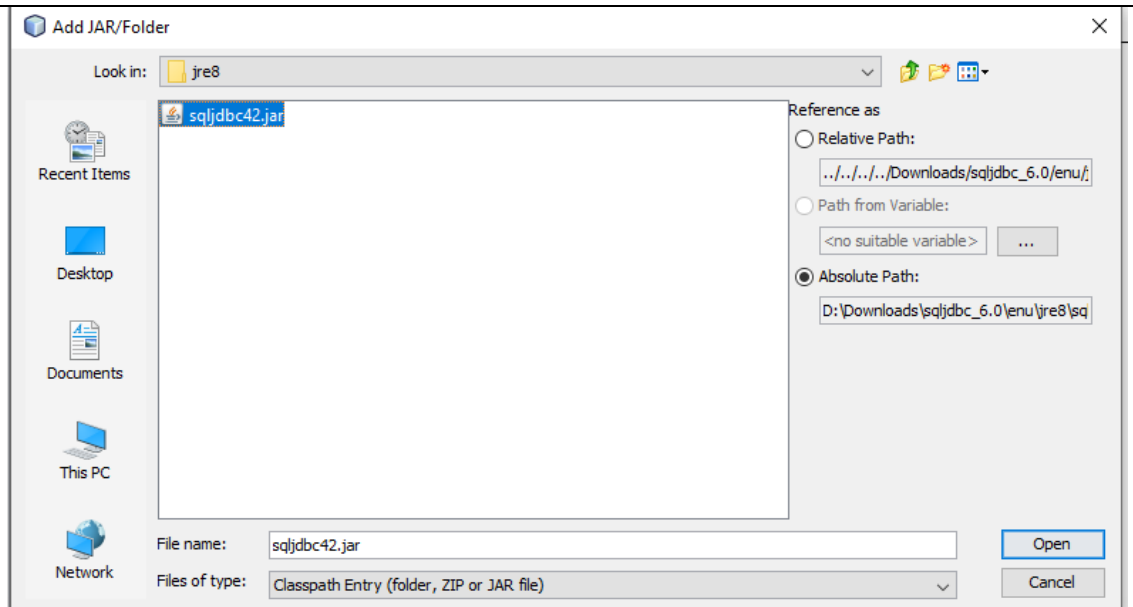 Add JAR/Folder
Look in:
jre8
sqljdbc42.jar
Recent Items
Desktop
Documents
This PC
Network
Reference as
Relative Path:
../../../../Downloads/sqljdbc_6.0/enu/j
Path from Variable:
<no suitable variable>
...
Absolute Path:
D:\Downloads\sqljdbc_6.0\enu\jre8\sq
File name:
sqljdbc42.jar
Open
Files of type:
Classpath Entry (folder, ZIP or JAR file)
Cancel